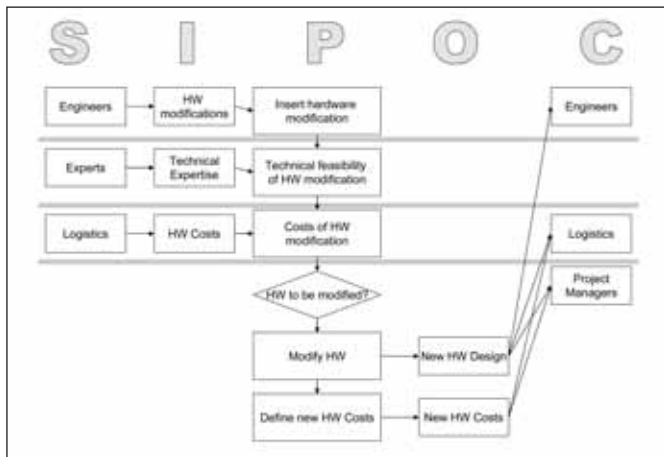 S I P O C
Engineers
HW
modifications
Insert hardware
modification
Engineers
Experts
Technical
Expertise
Technical feasibility
of HW modification
Logistics
HW Costs
Costs of HW
modification
Logistics
HW to be modified?
Project
Managers
Modify HW
New HW Design
Define new HW Costs
New HW Costs